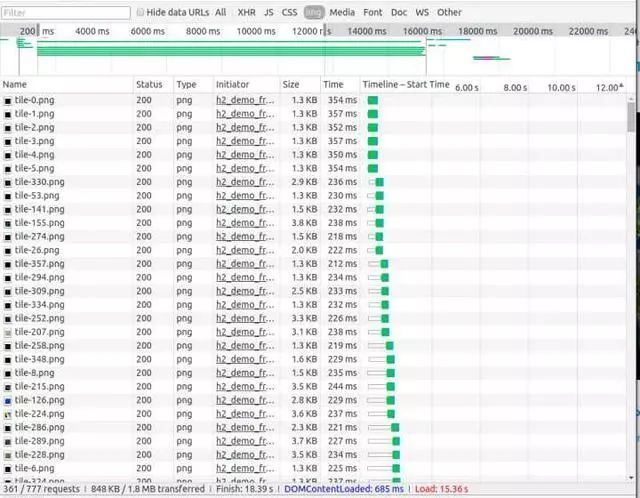 Filter Hide data URLs All XHR JS CSS Img Media Font Doc WS Other
2000 ms 4000 ms 6000 ms 8000 ms 10000 ms 12000 ms 14000 ms 16000 ms 18000 ms 20000 ms 22000 ms
Name Status Type Initiator Size Time Timeline – Start Time 6.00 s 8.00 s 10.00 s 12.00
tile-0.png 200 png h2_demo_fr... 1.3 KB 354 ms
tile-1.png 200 png h2_demo_fr... 1.3 KB 357 ms
tile-2.png 200 png h2_demo_fr... 1.3 KB 352 ms
tile-3.png 200 png h2_demo_fr... 1.3 KB 357 ms
tile-4.png 200 png h2_demo_fr... 1.3 KB 350 ms
tile-5.png 200 png h2_demo_fr... 1.3 KB 354 ms
tile-330.png 200 png h2_demo_fr... 2.9 KB 236 ms
tile-53.png 200 png h2_demo_fr... 1.3 KB 230 ms
tile-141.png 200 png h2_demo_fr... 1.5 KB 232 ms
tile-155.png 200 png h2_demo_fr... 3.8 KB 238 ms
tile-274.png 200 png h2_demo_fr... 1.5 KB 218 ms
tile-26.png 200 png h2_demo_fr... 2.0 KB 222 ms
tile-357.png 200 png h2_demo_fr... 1.3 KB 212 ms
tile-294.png 200 png h2_demo_fr... 1.3 KB 234 ms
tile-309.png 200 png h2_demo_fr... 2.5 KB 233 ms
tile-334.png 200 png h2_demo_fr... 1.3 KB 232 ms
tile-252.png 200 png h2_demo_fr... 3.3 KB 226 ms
tile-207.png 200 png h2_demo_fr... 3.1 KB 238 ms
tile-258.png 200 png h2_demo_fr... 1.3 KB 219 ms
tile-348.png 200 png h2_demo_fr... 1.6 KB 229 ms
tile-8.png 200 png h2_demo_fr... 1.5 KB 235 ms
tile-215.png 200 png h2_demo_fr... 3.5 KB 244 ms
tile-126.png 200 png h2_demo_fr... 2.8 KB 229 ms
tile-224.png 200 png h2_demo_fr... 3.6 KB 237 ms
tile-286.png 200 png h2_demo_fr... 2.3 KB 221 ms
tile-289.png 200 png h2_demo_fr... 3.7 KB 227 ms
tile-228.png 200 png h2_demo_fr... 3.5 KB 234 ms
tile-6.png 200 png h2_demo_fr... 1.3 KB 225 ms
tile-324.png 200 png h2_demo_fr... 1.3 KB 237 ms
361 / 777 requests | 848 KB / 1.8 MB transferred | Finish: 18.39 s | DOMContentLoaded: 685 ms | Load: 15.36 s